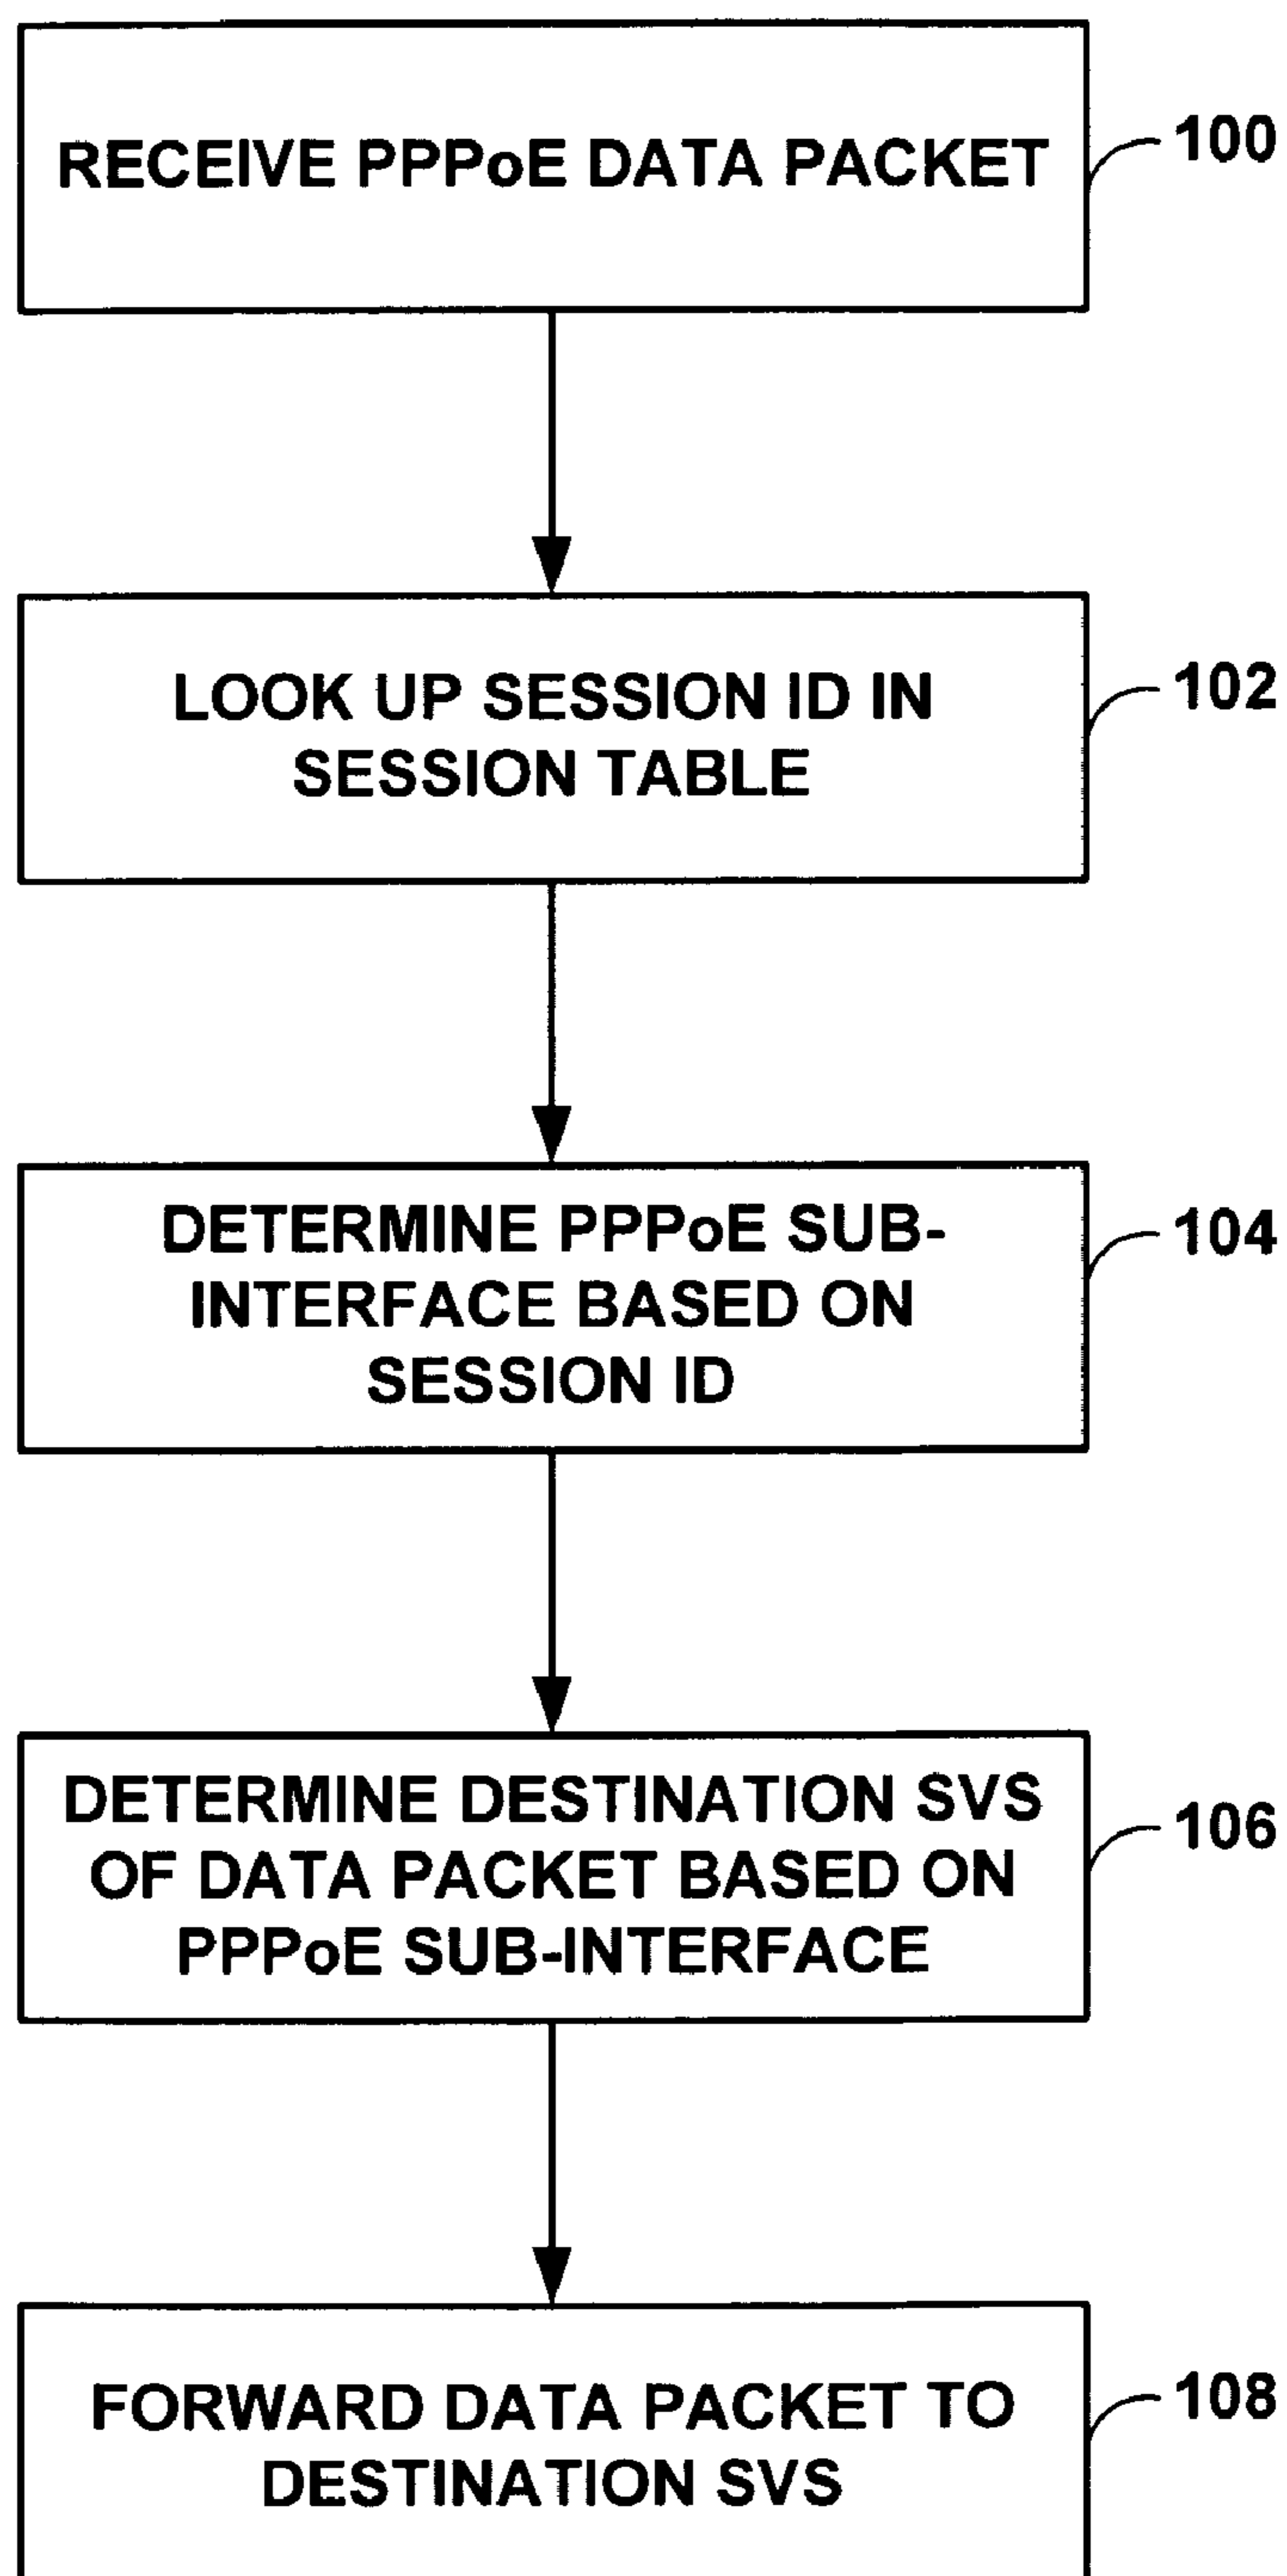 RECEIVE PPPoE DATA PACKET
100
LOOK UP SESSION ID IN
SESSION TABLE
102
DETERMINE PPPoE SUB-
INTERFACE BASED ON
SESSION ID
104
DETERMINE DESTINATION SVS
OF DATA PACKET BASED ON
PPPoE SUB-INTERFACE
106
FORWARD DATA PACKET TO
DESTINATION SVS
108